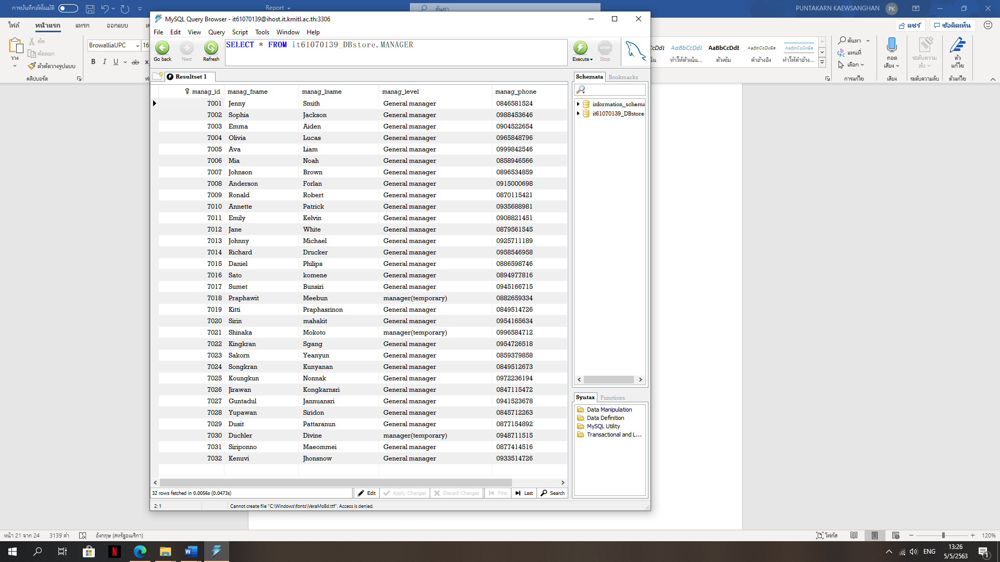 การบันทึกอัตโนมัติ
Report
ค้นหา
PUNTAKARN KAEWSANGHAN PK
ไฟล์ หน้าแรก แทรก ออกแบบ
แชร์ ข้อคิดเห็น
วาง
ตัด
คัดลอก
ตัวคัดวางรูปแบบ
คลิปบอร์ด
BrowalliaUPC 16
B I U ab
AaBbCcDdl AaBbCcDdE AaBbCcDdEe AaBbCcDdEe
ทำให้ตัวเน้น... ตัวเข้ม คำอ้างอิง ทำให้คำอ้าง...
ค้นหา
แทนที่
เลือก
การแก้ไข
ถอด
เสียง
เสียง
ระดับความ
ลับ
ระดับความลับ
ตัว
แก้ไข
ตัวแก้ไข
MySQL Query Browser - it61070139@ihost.it.kmitl.ac.th:3306
File Edit View Query Script Tools Window Help
Go back Next Refresh
SELECT * FROM it61070139_DBstore.MANAGER
Execute Stop
Resultset 1
manag_id manag_fname manag_lname manag_level manag_phone
7001 Jenny Smith General manager 0846581524
7002 Sophia Jackson General manager 0988453646
7003 Emma Aiden General manager 0904522654
7004 Olivia Lucas General manager 0965848796
7005 Ava Liam General manager 0999842546
7006 Mia Noah General manager 0858946566
7007 Johnson Brown General manager 0896534859
7008 Anderson Forlan General manager 0915000698
7009 Ronald Robert General manager 0870115421
7010 Annette Patrick General manager 0935688981
7011 Emily Kelvin General manager 0908821451
7012 Jane White General manager 0879561545
7013 Johnny Michael General manager 0925711189
7014 Richard Drucker General manager 0958546958
7015 Daniel Philips General manager 0886598746
7016 Sato komene General manager 0894977816
7017 Sumet Bunsiri General manager 0945166715
7018 Praphawit Meebun manager(temporary) 0882659334
7019 Kitti Praphasrinon General manager 0849514726
7020 Sirin mahakit General manager 0954165634
7021 Shinaka Mokoto manager(temporary) 0996584712
7022 Kingkran Sgang General manager 0954726518
7023 Sakorn Yeanyun General manager 0859379858
7024 Songkran Kunyanan General manager 0849512673
7025 Koungkun Nonnak General manager 0972236194
7026 Jirawan Kongkarnsri General manager 0847115472
7027 Guntadul Jannuansri General manager 0941523678
7028 Yupawan Siridon General manager 0845712263
7029 Dusit Pattaranun General manager 0877154892
7030 Duchler Divine manager(temporary) 0948711515
7031 Siriponno Maeommei General manager 0877414516
7032 Kenuvi Jhonsnow General manager 0933514726
32 rows fetched in 0.0056s (0.0473s)
Edit Apply Changes Discard Changes First Last Search
2: 1
Cannot create file "C:\Windows\fonts\VeraMoBd.ttf". Access is denied.
Schemata Bookmarks
information_schema
it61070139_DBstore
Syntax Functions
Data Manipulation
Data Definition
MySQL Utility
Transactional and L...
หน้า 21 จาก 24 3139 คำ อังกฤษ (สหรัฐอเมริกา)
โฟกัส
120%
ENG
13:26
5/5/2563
1